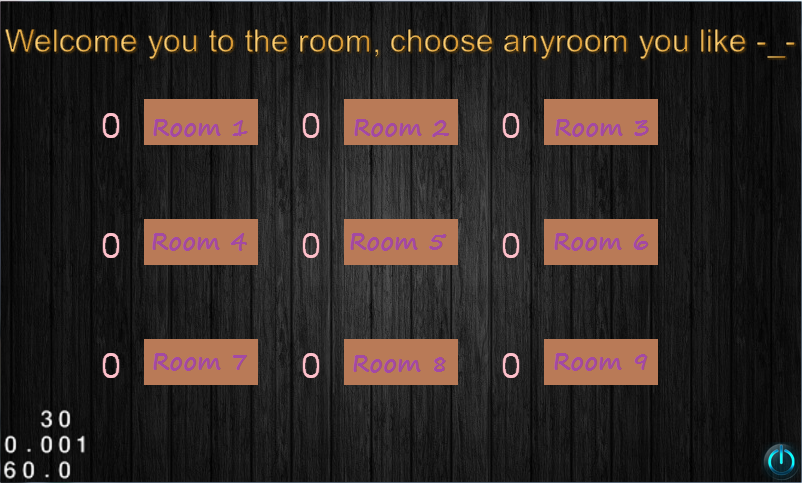 Welcome you to the room, choose anyroom you like -_-
0 Room 1 0 Room 2 0 Room 3
0 Room 4 0 Room 5 0 Room 6
0 Room 7 0 Room 8 0 Room 9
30
0.001
60.0